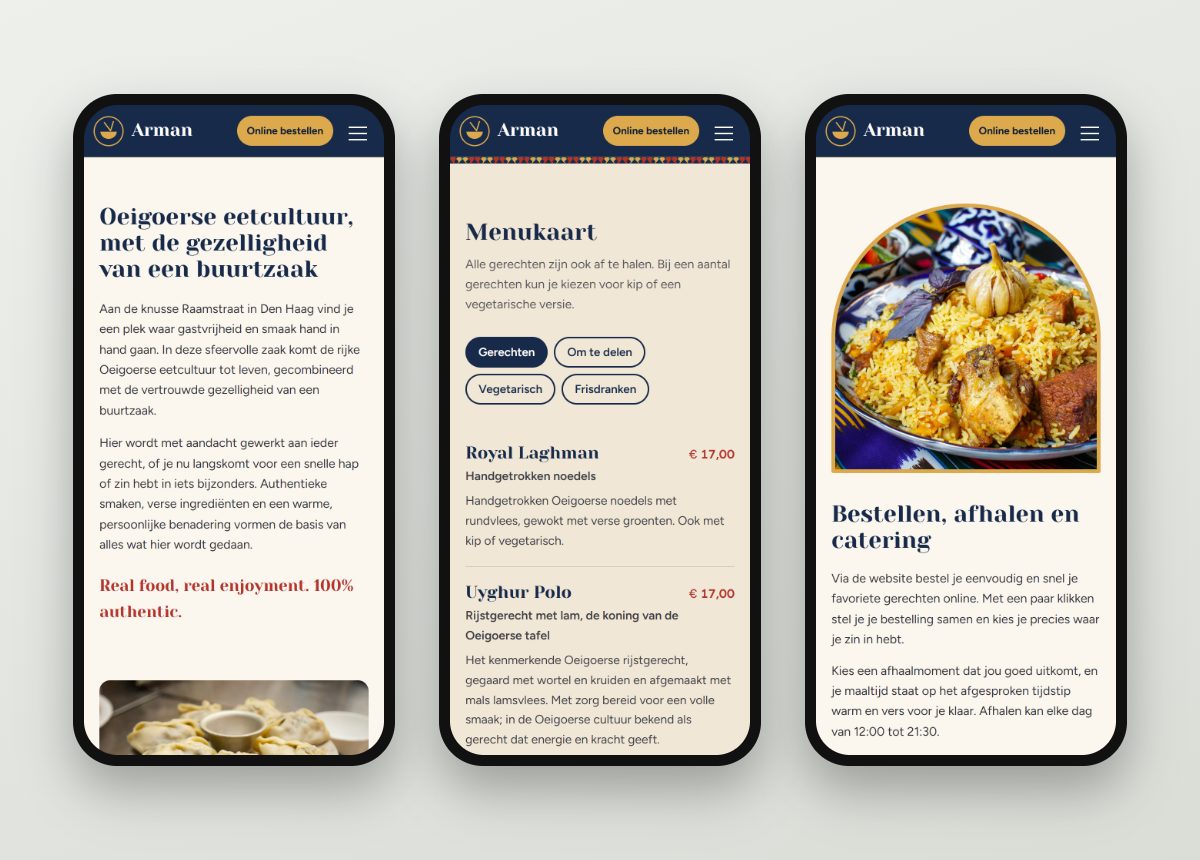 Arman
Online bestellen
Oeigoerse eetcultuur,
met de gezelligheid
van een buurtzaak
Aan de knusse Raamstraat in Den Haag vind je
een plek waar gastvrijheid en smaak hand in
hand gaan. In deze sfeervolle zaak komt de rijke
Oeigoerse eetcultuur tot leven, gecombineerd
met de vertrouwde gezelligheid van een
buurtzaak.
Hier wordt met aandacht gewerkt aan ieder
gerecht, of je nu langskomt voor een snelle hap
of zin hebt in iets bijzonders. Authentieke
smaken, verse ingrediënten en een warme,
persoonlijke benadering vormen de basis van
alles wat hier wordt gedaan.
Real food, real enjoyment. 100%
authentic.
Arman
Online bestellen
Menukaart
Alle gerechten zijn ook af te halen. Bij een aantal
gerechten kun je kiezen voor kip of een
vegetarische versie.
Gerechten
Om te delen
Vegetarisch
Frisdranken
Royal Laghman
€ 17,00
Handgetrokken noedels
Handgetrokken Oeigoerse noedels met
rundvlees, gewokt met verse groenten. Ook met
kip of vegetarisch.
Uyghur Polo
€ 17,00
Rijstgerecht met lam, de koning van de
Oeigoerse tafel
Het kenmerkende Oeigoerse rijstgerecht,
gegaard met wortel en kruiden en afgemaakt met
mals lamsvlees. Met zorg bereid voor een volle
smaak; in de Oeigoerse cultuur bekend als
gerecht dat energie en kracht geeft.
Arman
Online bestellen
Bestellen, afhalen en
catering
Via de website bestel je eenvoudig en snel je
favoriete gerechten online. Met een paar klikken
stel je je bestelling samen en kies je precies waar
je zin in hebt.
Kies een afhaalmoment dat jou goed uitkomt, en
je maaltijd staat op het afgesproken tijdstip
warm en vers voor je klaar. Afhalen kan elke dag
van 12:00 tot 21:30.